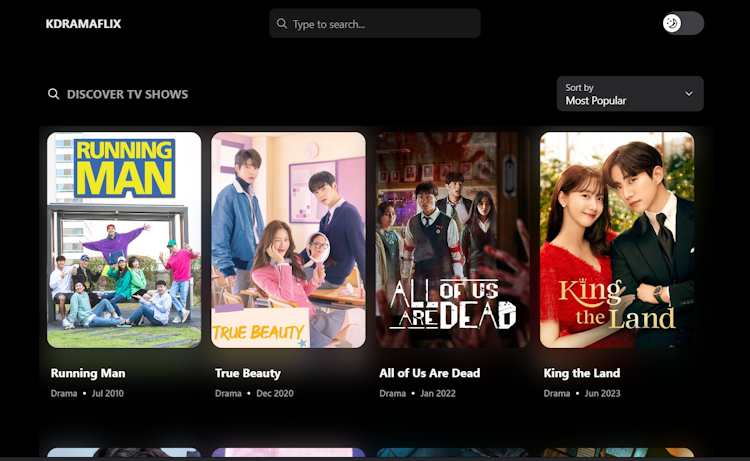 KDRAMAFLIX
Type to search...
DISCOVER TV SHOWS
Sort by
Most Popular
RUNNING
MAN
TRUE BEAUTY
ALL OF US
ARE DEAD
King
the Land
Running Man
Drama • Jul 2010
True Beauty
Drama • Dec 2020
All of Us Are Dead
Drama • Jan 2022
King the Land
Drama • Jun 2023